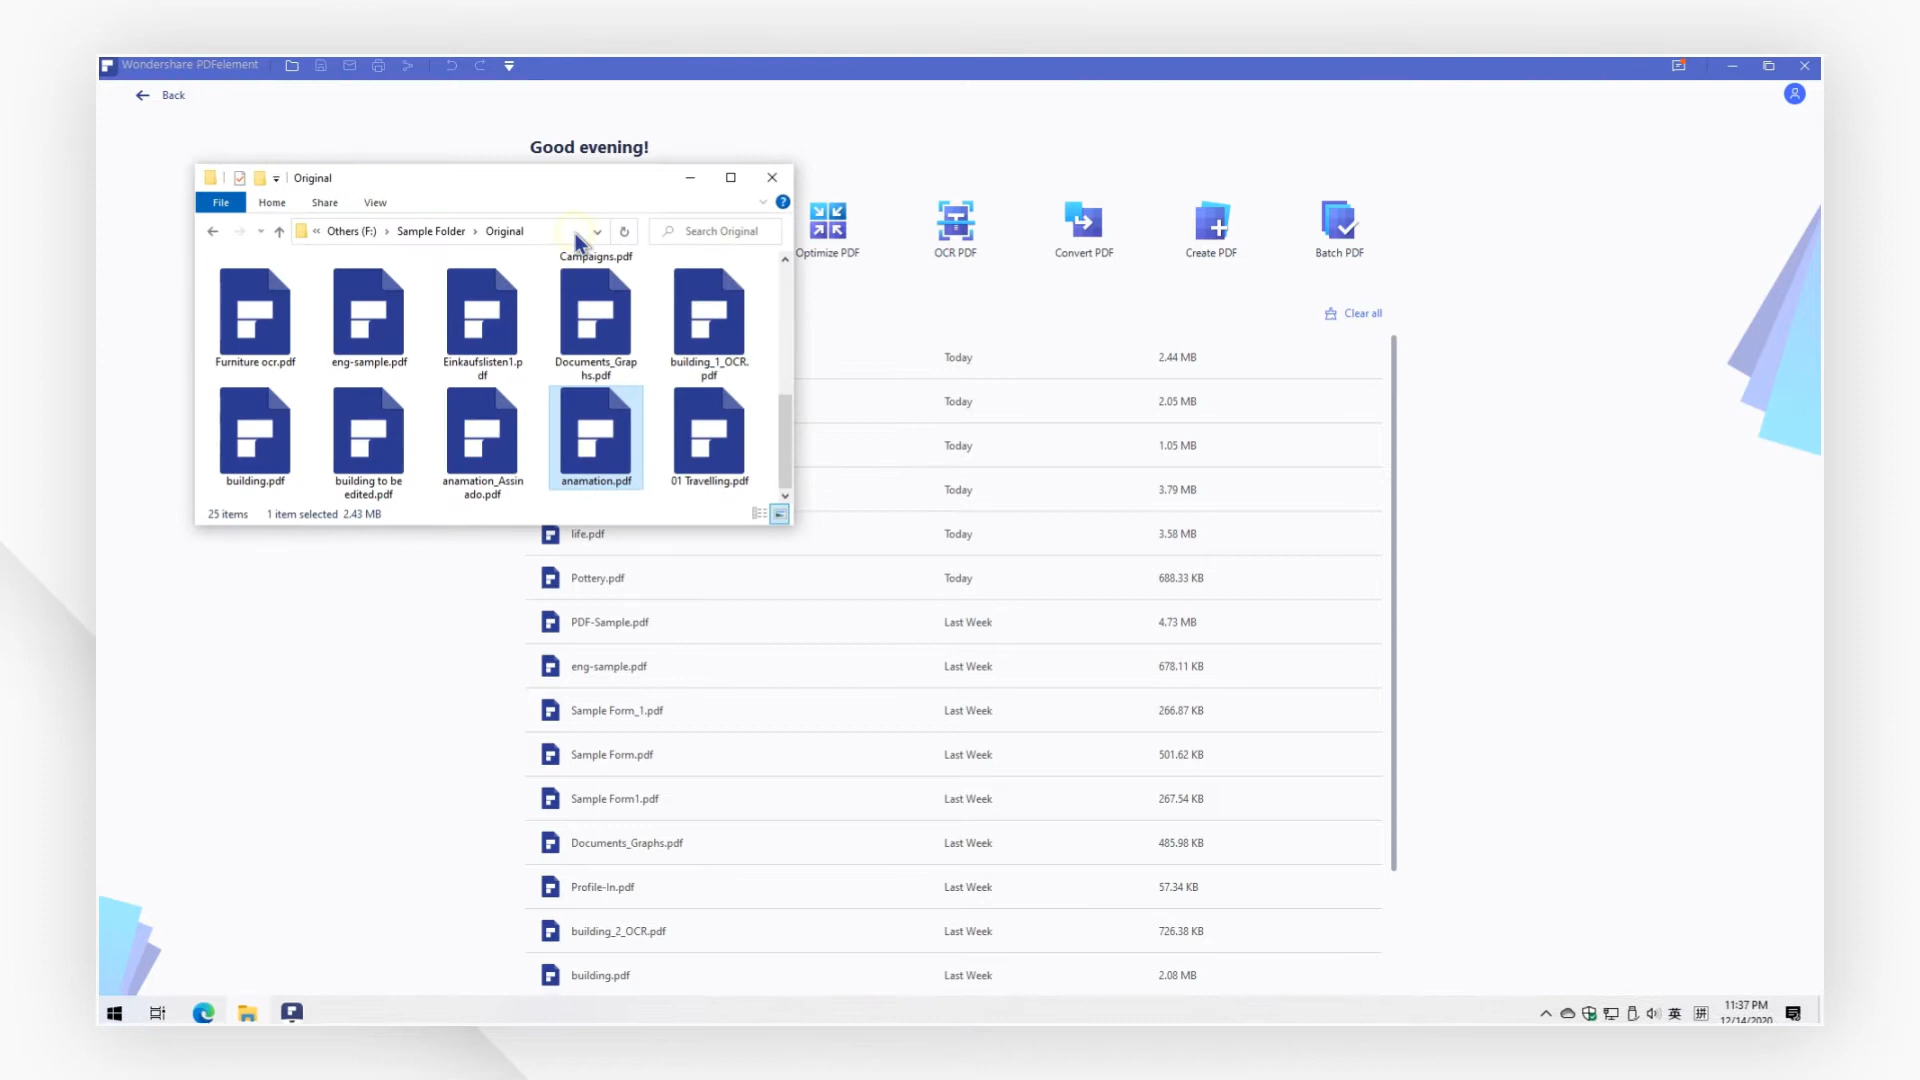 Wondershare PDFelement
Back
Good evening!
Original
File Home Share View
« Others (F:) › Sample Folder › Original
Search Original
Campaigns.pdf
Furniture ocr.pdf
eng-sample.pdf
Einkaufslisten1.p
df
Documents_Grap
hs.pdf
building_1_OCR.
pdf
building.pdf
building to be
edited.pdf
anamation_Assin
ado.pdf
anamation.pdf
01 Travelling.pdf
25 items 1 item selected 2.43 MB
Optimize PDF
OCR PDF
Convert PDF
Create PDF
Batch PDF
Clear all
Today 2.44 MB
Today 2.05 MB
Today 1.05 MB
Today 3.79 MB
life.pdf Today 3.58 MB
Pottery.pdf Today 688.33 KB
PDF-Sample.pdf Last Week 4.73 MB
eng-sample.pdf Last Week 678.11 KB
Sample Form_1.pdf Last Week 266.87 KB
Sample Form.pdf Last Week 501.62 KB
Sample Form1.pdf Last Week 267.54 KB
Documents_Graphs.pdf Last Week 485.98 KB
Profile-In.pdf Last Week 57.34 KB
building_2_OCR.pdf Last Week 726.38 KB
building.pdf Last Week 2.08 MB
英 拼 11:37 PM
12/14/2020